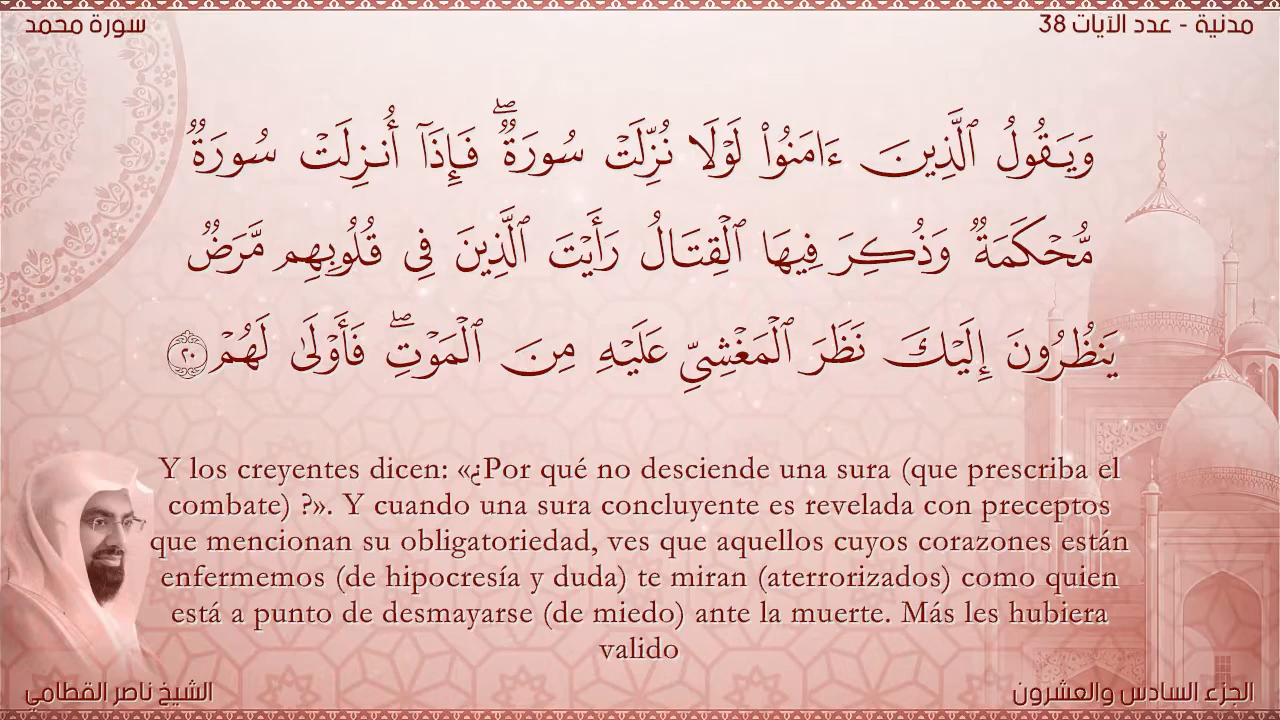 سورة محمد
مدنية - عدد الآيات 38
وَيَقُولُ ٱلَّذِينَ ءَامَنُوا۟ لَوْلَا نُزِّلَتْ سُورَةٌۖ فَإِذَآ أُنزِلَتْ سُورَةٌ
مُّحْكَمَةٌ وَذُكِرَ فِيهَا ٱلْقِتَالُ رَأَيْتَ ٱلَّذِينَ فِى قُلُوبِهِم مَّرَضٌ
يَنظُرُونَ إِلَيْكَ نَظَرَ ٱلْمَغْشِىِّ عَلَيْهِ مِنَ ٱلْمَوْتِۖ فَأَوْلَىٰ لَهُمْ ٢٠
Y los creyentes dicen: «¿Por qué no desciende una sura (que prescriba el
combate) ?». Y cuando una sura concluyente es revelada con preceptos
que mencionan su obligatoriedad, ves que aquellos cuyos corazones están
enfermemos (de hipocresía y duda) te miran (aterrorizados) como quien
está a punto de desmayarse (de miedo) ante la muerte. Más les hubiera
valido
الشيخ ناصر القطامي
الجزء السادس والعشرون